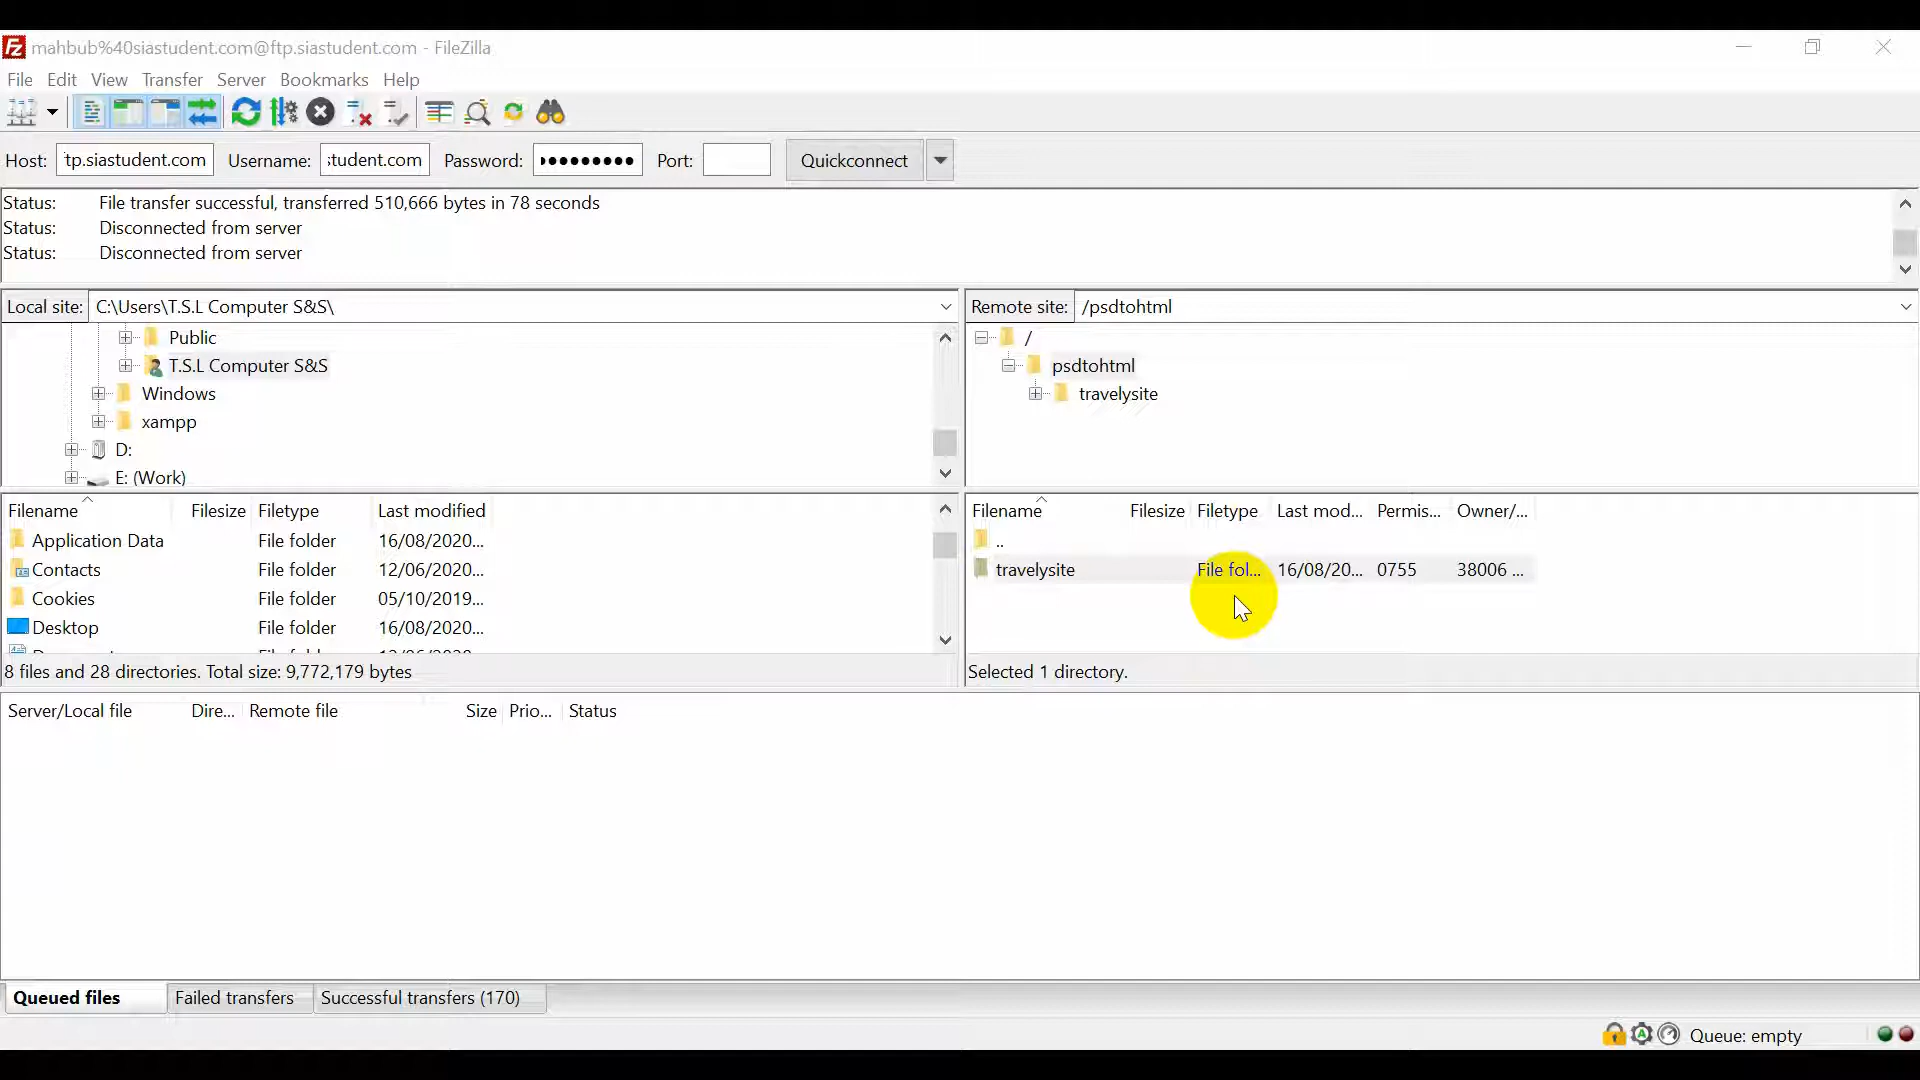 mahbub%40siastudent.com@ftp.siastudent.com - FileZilla
File Edit View Transfer Server Bookmarks Help
Host: tp.siastudent.com Username: student.com Password: ●●●●●●●●● Port: Quickconnect
Status: File transfer successful, transferred 510,666 bytes in 78 seconds
Status: Disconnected from server
Status: Disconnected from server
Local site: C:\Users\T.S.L Computer S&S\
Public
T.S.L Computer S&S
Windows
xampp
D:
E: (Work)
Remote site: /psdtohtml
/
psdtohtml
travelysite
Filename Filesize Filetype Last modified
Application Data File folder 16/08/2020...
Contacts File folder 12/06/2020...
Cookies File folder 05/10/2019...
Desktop File folder 16/08/2020...
8 files and 28 directories. Total size: 9,772,179 bytes
Filename Filesize Filetype Last mod... Permis... Owner/...
..
travelysite File fol... 16/08/20... 0755 38006 ...
Selected 1 directory.
Server/Local file Dire... Remote file Size Prio... Status
Queued files Failed transfers Successful transfers (170)
Queue: empty